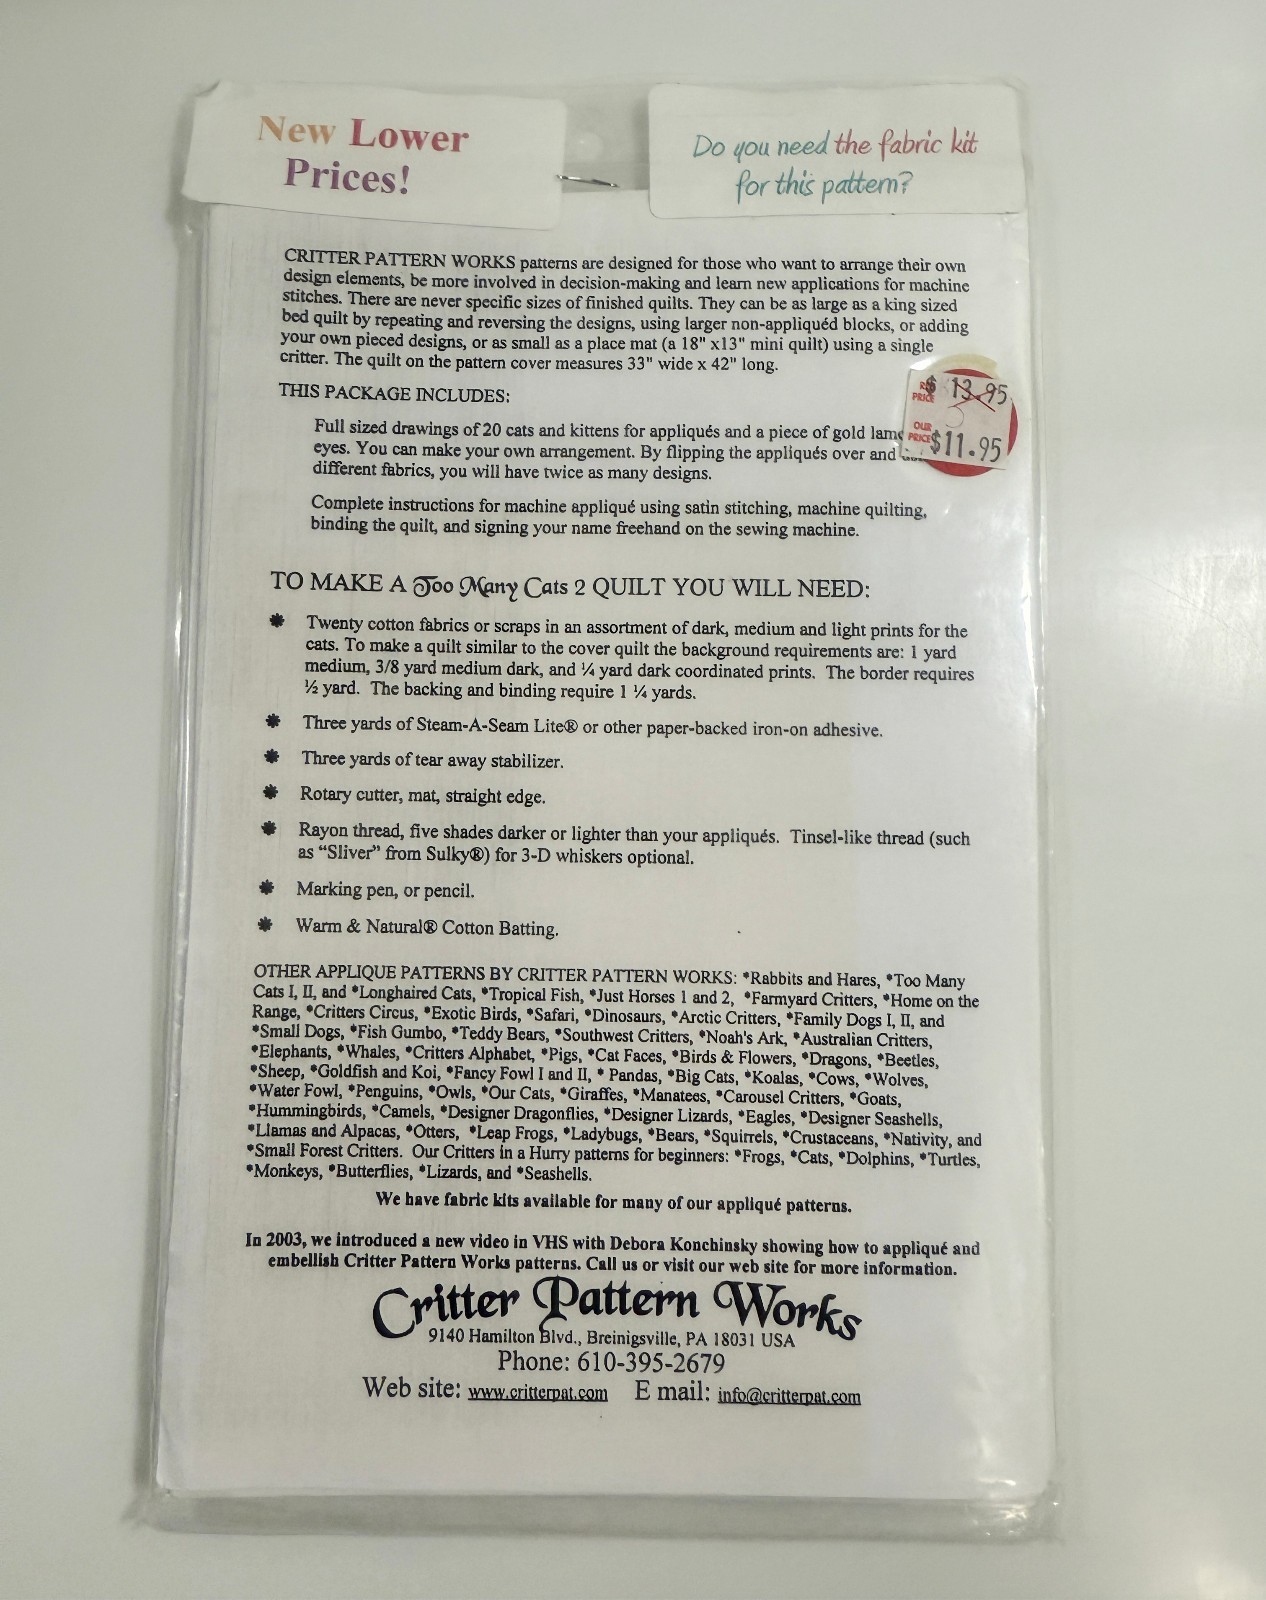 New Lower
Prices!
Do you need the fabric kit
for this pattern?
CRITTER PATTERN WORKS patterns are designed for those who want to arrange their own
design elements, be more involved in decision-making and learn new applications for machine
stitches. There are never specific sizes of finished quilts. They can be as large as a king sized
bed quilt by repeating and reversing the designs, using larger non-appliquéd blocks, or adding
your own pieced designs, or as small as a place mat (a 18" x13" mini quilt) using a single
critter. The quilt on the pattern cover measures 33" wide x 42" long.
THIS PACKAGE INCLUDES:
$ 13.95
PRICE
OUR
PRICE $11.95
Full sized drawings of 20 cats and kittens for appliqués and a piece of gold lamé
eyes. You can make your own arrangement. By flipping the appliqués over and
different fabrics, you will have twice as many designs.
Complete instructions for machine appliqué using satin stitching, machine quilting,
binding the quilt, and signing your name freehand on the sewing machine.
TO MAKE A Too Many Cats 2 QUILT YOU WILL NEED:
* Twenty cotton fabrics or scraps in an assortment of dark, medium and light prints for the
cats. To make a quilt similar to the cover quilt the background requirements are: 1 yard
medium, 3/8 yard medium dark, and ¼ yard dark coordinated prints. The border requires
½ yard. The backing and binding require 1 ¼ yards.
* Three yards of Steam-A-Seam Lite® or other paper-backed iron-on adhesive.
* Three yards of tear away stabilizer.
* Rotary cutter, mat, straight edge.
* Rayon thread, five shades darker or lighter than your appliqués. Tinsel-like thread (such
as “Sliver” from Sulky®) for 3-D whiskers optional.
* Marking pen, or pencil.
* Warm & Natural® Cotton Batting.
OTHER APPLIQUE PATTERNS BY CRITTER PATTERN WORKS: *Rabbits and Hares, *Too Many
Cats I, II, and *Longhaired Cats, *Tropical Fish, *Just Horses 1 and 2, *Farmyard Critters, *Home on the
Range, *Critters Circus, *Exotic Birds, *Safari, *Dinosaurs, *Arctic Critters, *Family Dogs I, II, and
*Small Dogs, *Fish Gumbo, *Teddy Bears, *Southwest Critters, *Noah's Ark, *Australian Critters,
*Elephants, *Whales, *Critters Alphabet, *Pigs, *Cat Faces, *Birds & Flowers, *Dragons, *Beetles,
*Sheep, *Goldfish and Koi, *Fancy Fowl I and II, * Pandas, *Big Cats, *Koalas, *Cows, *Wolves,
*Water Fowl, *Penguins, *Owls, *Our Cats, *Giraffes, *Manatees, *Carousel Critters, *Goats,
*Hummingbirds, *Camels, *Designer Dragonflies, *Designer Lizards, *Eagles, *Designer Seashells,
*Llamas and Alpacas, *Otters, *Leap Frogs, *Ladybugs, *Bears, *Squirrels, *Crustaceans, *Nativity, and
*Small Forest Critters. Our Critters in a Hurry patterns for beginners: *Frogs, *Cats, *Dolphins, *Turtles,
*Monkeys, *Butterflies, *Lizards, and *Seashells.
We have fabric kits available for many of our appliqué patterns.
In 2003, we introduced a new video in VHS with Debora Konchinsky showing how to appliqué and
embellish Critter Pattern Works patterns. Call us or visit our web site for more information.
Critter Pattern Works
9140 Hamilton Blvd., Breinigsville, PA 18031 USA
Phone: 610-395-2679
Web site: www.critterpat.com E mail: info@critterpat.com